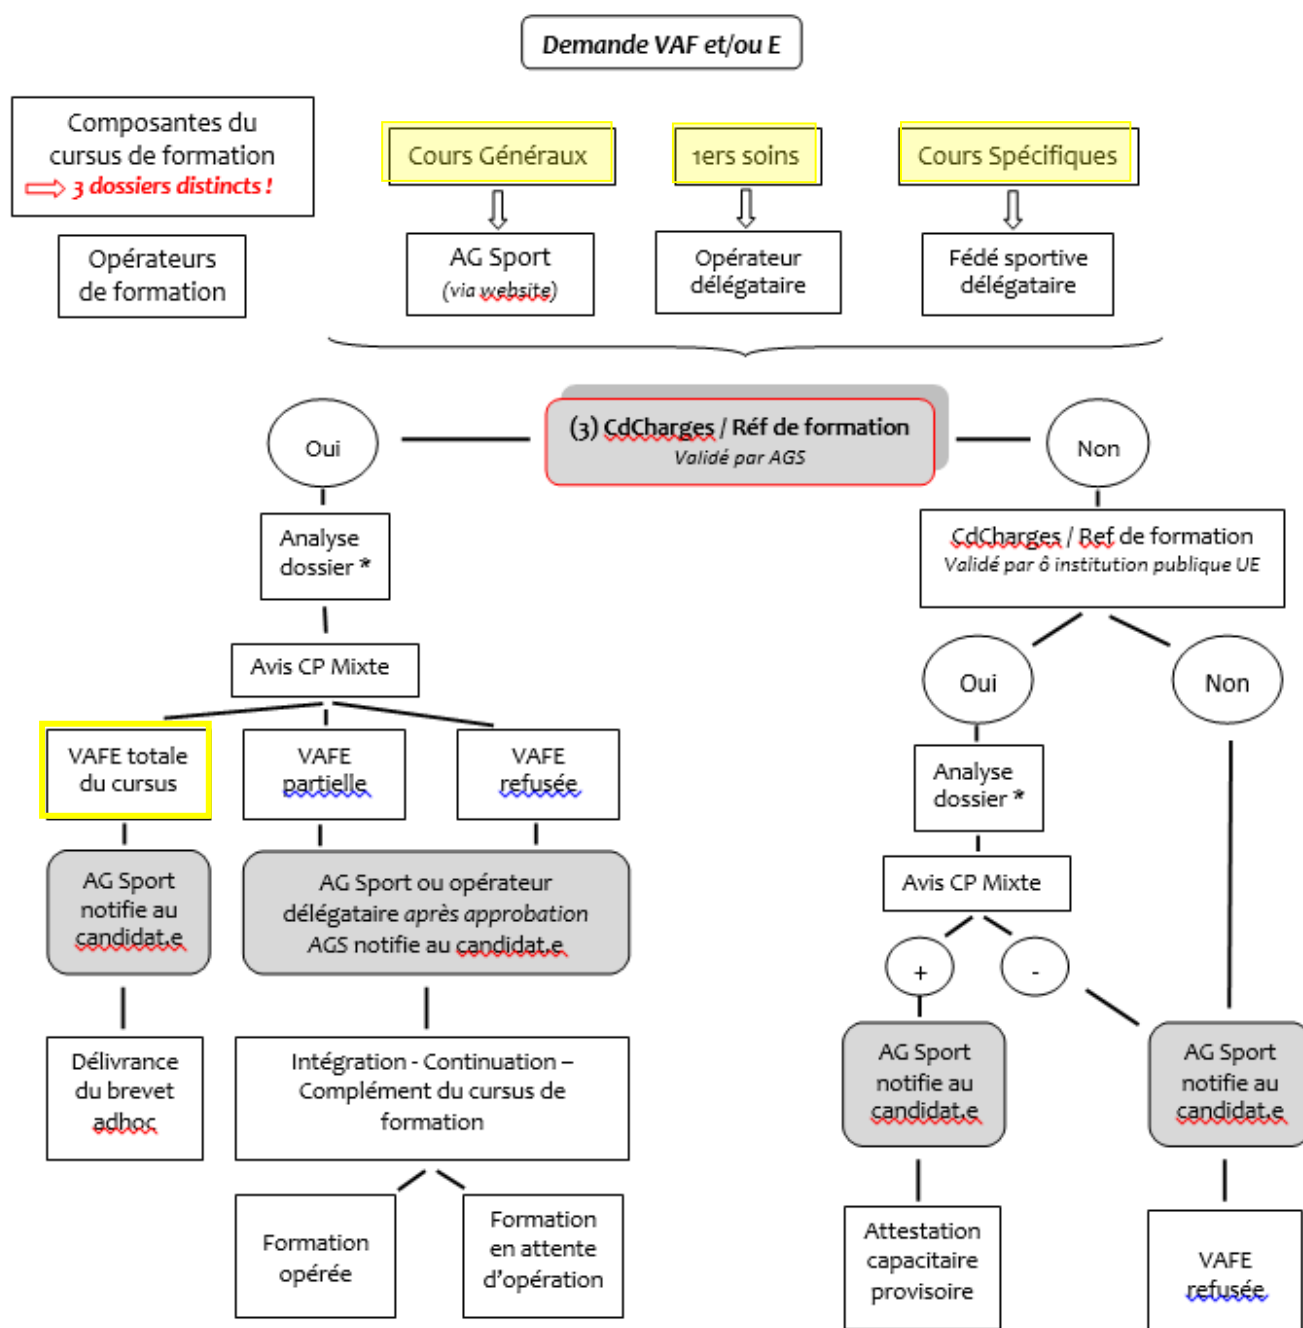 Demande VAF et/ou E
Composantes du
cursus de formation
3 dossiers distincts !
Cours Généraux
1ers soins
Cours Spécifiques
Opérateurs
de formation
AG Sport
(via website)
Opérateur
délégataire
Fédé sportive
délégataire
Oui
(3) CdCharges / Réf de formation
Validé par AGS
Non
Analyse
dossier *
CdCharges / Ref de formation
Validé par ô institution publique UE
Avis CP Mixte
Oui
Non
VAFE totale
du cursus
VAFE
partielle
VAFE
refusée
Analyse
dossier *
AG Sport
notifie au
candidat.e
AG Sport ou opérateur
délégataire après approbation
AGS notifie au candidat.e
Avis CP Mixte
+
-
Délivrance
du brevet
adhoc
Intégration - Continuation –
Complément du cursus de
formation
AG Sport
notifie au
candidat.e
AG Sport
notifie au
candidat.e
Formation
opérée
Formation
en attente
d'opération
Attestation
capacitaire
provisoire
VAFE
refusée